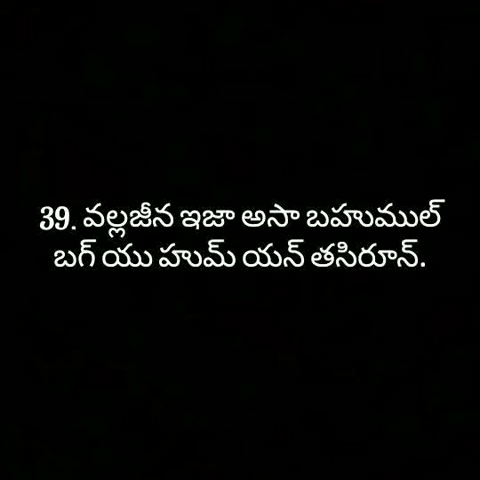 39. వల్లజీన ఇజా అసా బహుముల్
బగ్ యు హుమ్ యన్ తసిరూన్.